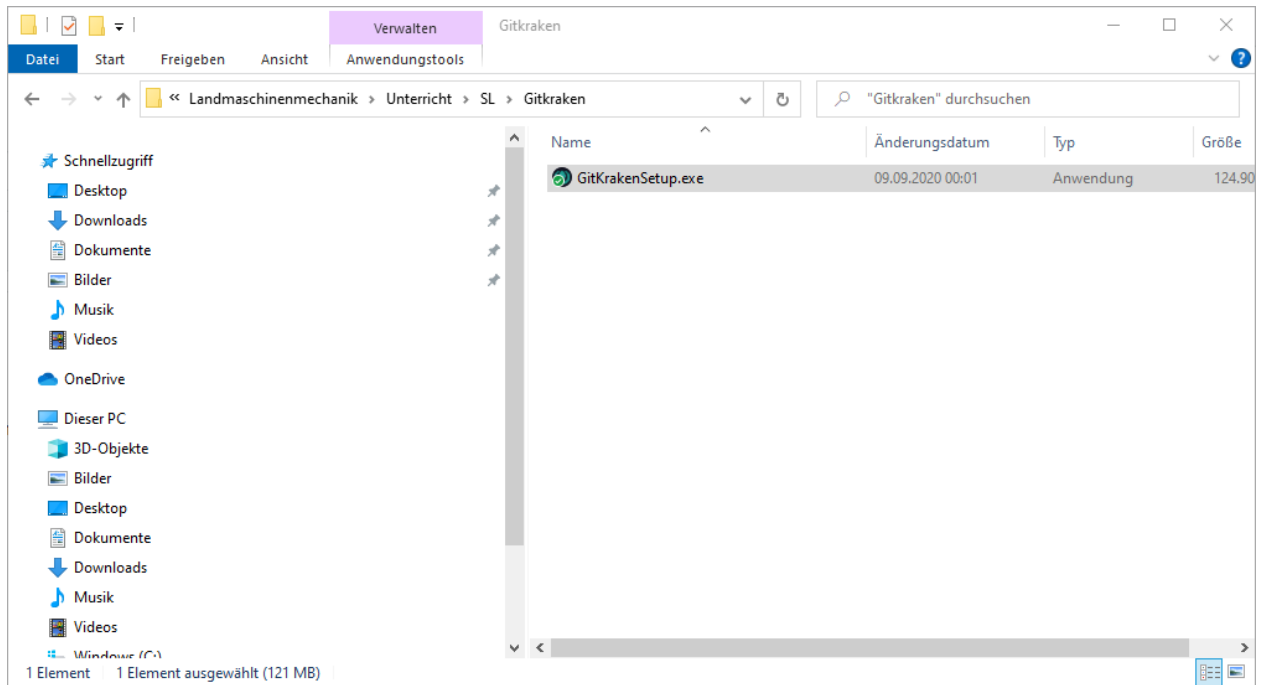 Verwalten Gitkraken
Datei Start Freigeben Ansicht Anwendungstools
« Landmaschinenmechanik › Unterricht › SL › Gitkraken "Gitkraken" durchsuchen
Name Änderungsdatum Typ Größe
GitKrakenSetup.exe 09.09.2020 00:01 Anwendung 124.90
Schnellzugriff
Desktop
Downloads
Dokumente
Bilder
Musik
Videos
OneDrive
Dieser PC
3D-Objekte
Bilder
Desktop
Dokumente
Downloads
Musik
Videos
Windows (C:)
1 Element 1 Element ausgewählt (121 MB)